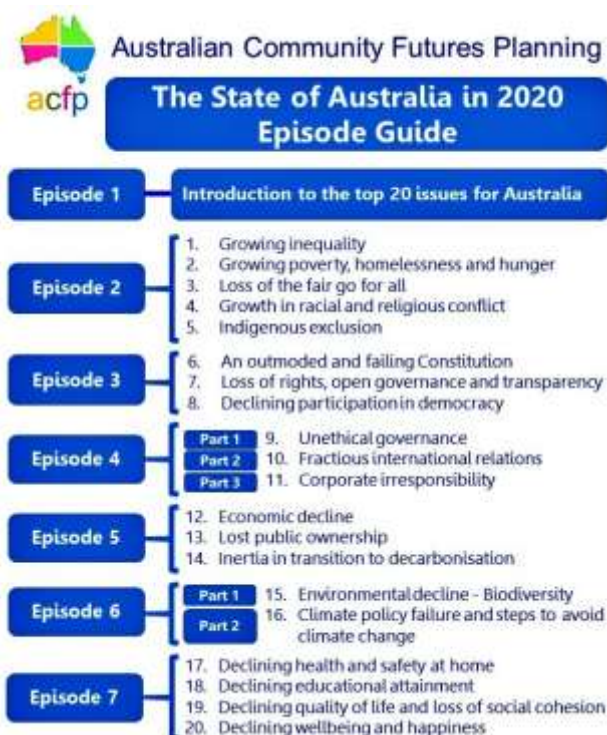 Australian Community Futures Planning
acfp
The State of Australia in 2020
Episode Guide
Episode 1
Introduction to the top 20 issues for Australia
Episode 2
1. Growing inequality
2. Growing poverty, homelessness and hunger
3. Loss of the fair go for all
4. Growth in racial and religious conflict
5. Indigenous exclusion
Episode 3
6. An outmoded and failing Constitution
7. Loss of rights, open governance and transparency
8. Declining participation in democracy
Episode 4
Part 1 9. Unethical governance
Part 2 10. Fractious international relations
Part 3 11. Corporate irresponsibility
Episode 5
12. Economic decline
13. Lost public ownership
14. Inertia in transition to decarbonisation
Episode 6
Part 1 15. Environmental decline - Biodiversity
Part 2 16. Climate policy failure and steps to avoid
climate change
Episode 7
17. Declining health and safety at home
18. Declining educational attainment
19. Declining quality of life and loss of social cohesion
20. Declining wellbeing and happiness